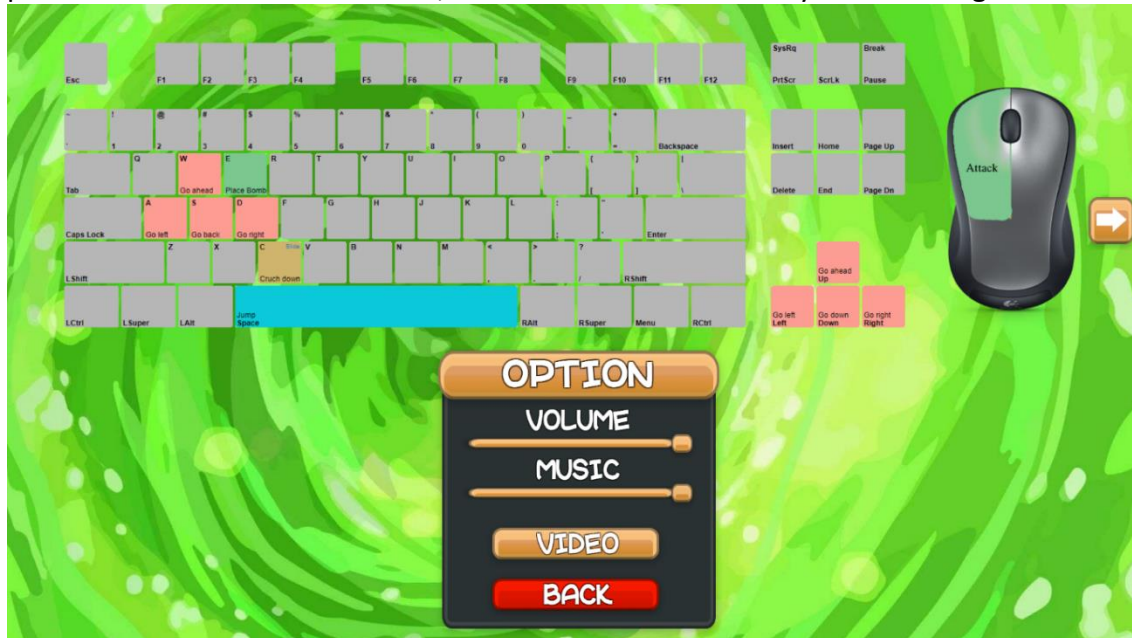 SysRq Break
Esc F1 F2 F3 F4 F5 F6 F7 F8 F9 F10 F11 F12 PrtScr ScrLk Pause
~ ! @ # $ % ^ & * ( ) _ +
` 1 2 3 4 5 6 7 8 9 0 - = Backspace Insert Home Page Up
Q W E R T Y U I O P { } |
Tab Go ahead Place Bomb [ ] \ Delete End Page Dn
Attack
A S D F G H J K L : "
Caps Lock Go left Go back Go right ; ' Enter
Z X C Slide V B N M < > ?
LShift Cruch down , . / RShift
Go ahead
Up
Jump
LCtrl LSuper LAlt Space RAlt RSuper Menu RCtrl
Go left Go down Go right
Left Down Right
OPTION
VOLUME
MUSIC
VIDEO
BACK